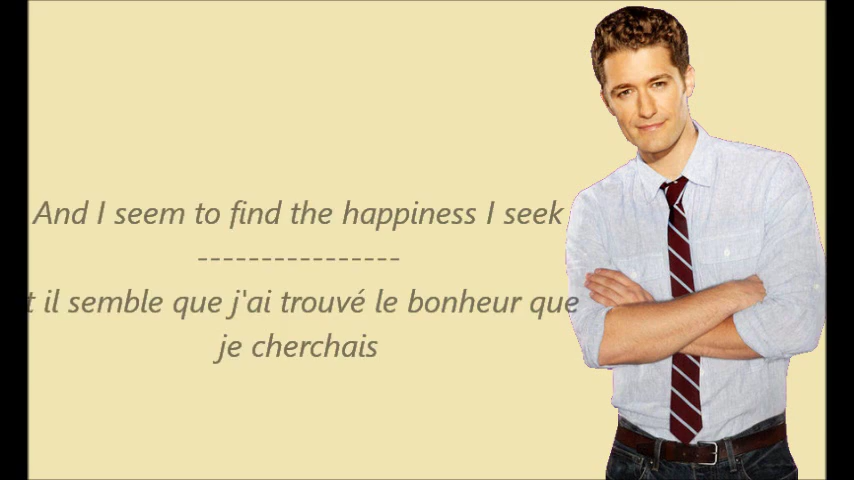 And I seem to find the happiness I seek
----------------
t il semble que j'ai trouvé le bonheur que
je cherchais